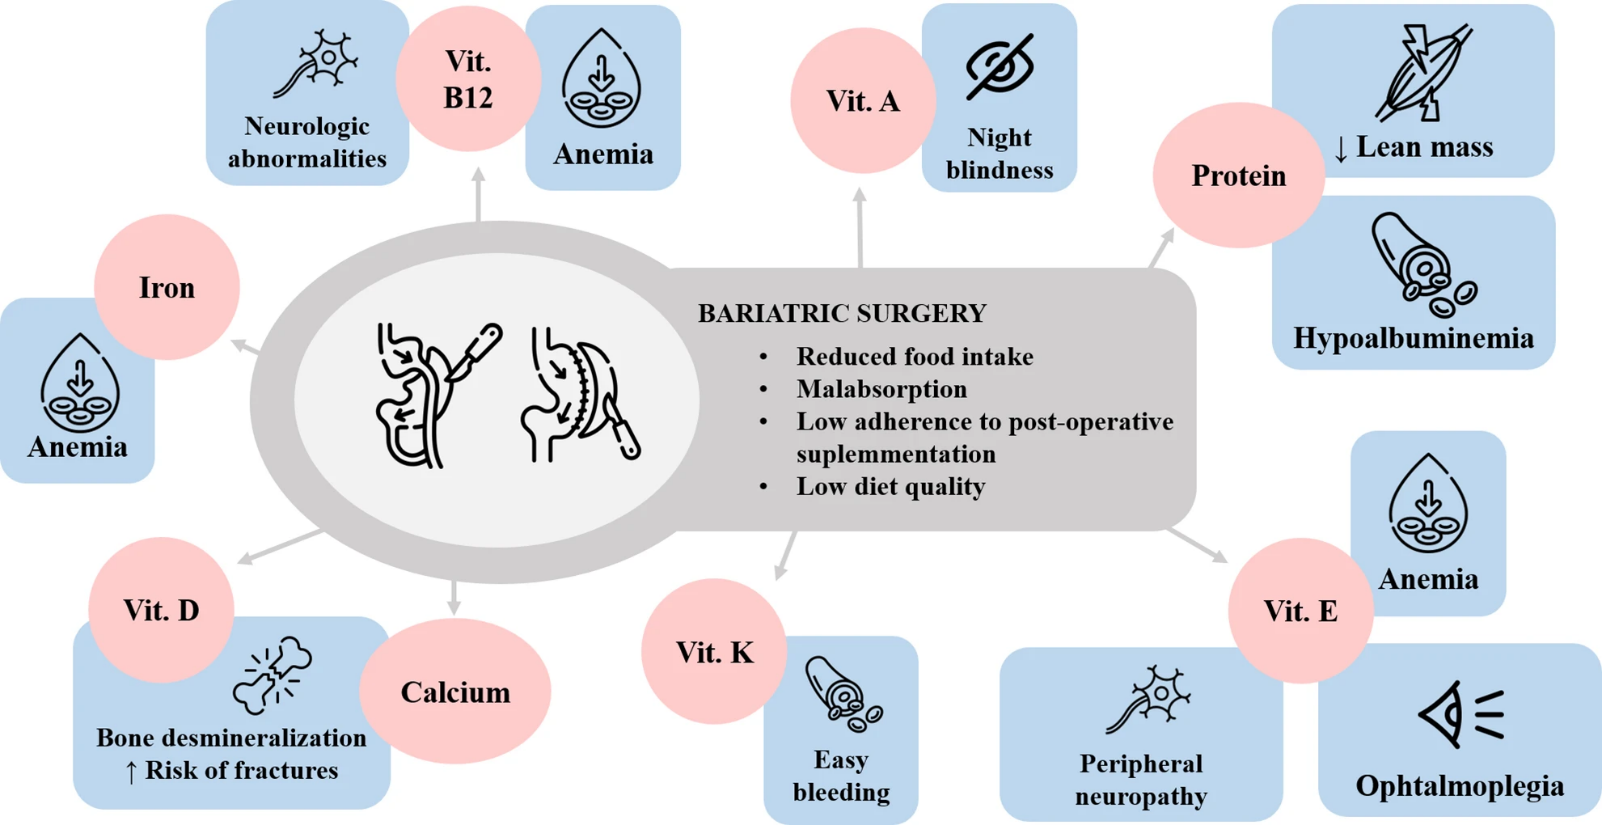 Neurologic
abnormalities
Vit.
B12
Anemia
Vit. A
Night
blindness
Protein
↓ Lean mass
Hypoalbuminemia
Iron
Anemia
BARIATRIC SURGERY
• Reduced food intake
• Malabsorption
• Low adherence to post-operative
suplemmentation
• Low diet quality
Vit. D
Bone desmineralization
↑ Risk of fractures
Calcium
Vit. K
Easy
bleeding
Vit. E
Anemia
Peripheral
neuropathy
Ophtalmoplegia